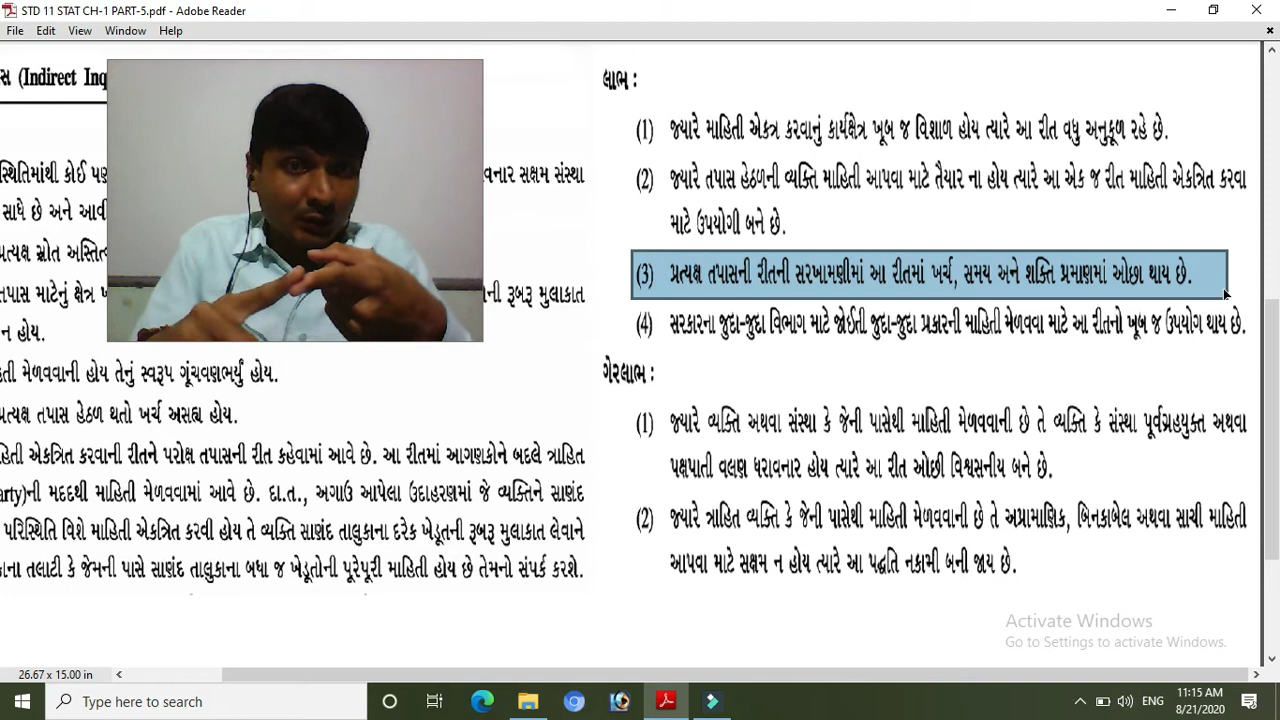 STD 11 STAT CH-1 PART-5.pdf - Adobe Reader
File Edit View Window Help
સ (Indirect Inq
સ્થિતિમાંથી કોઈ પણ
વનાર સક્ષમ સંસ્થા
સાધે છે અને આવી
પ્રત્યક્ષ સ્રોત અસ્તિત્વ
તપાસ માટેનું ક્ષેત્ર ખ
ની રૂબરૂ મુલાકાત
ન હોય.
હતી મેળવવાની હોય તેનું સ્વરૂપ ગૂંચવણભર્યું હોય.
પ્રત્યક્ષ તપાસ હેઠળ થતો ખર્ચ અસહ્ય હોય.
હિતી એકત્રિત કરવાની રીતને પરોક્ષ તપાસની રીત કહેવામાં આવે છે. આ રીતમાં આગણકોને બદલે ત્રાહિત
arty)ની મદદથી માહિતી મેળવવામાં આવે છે. દા.ત., અગાઉ આપેલા ઉદાહરણમાં જે વ્યક્તિને સાણંદ
પરિસ્થિતિ વિશે માહિતી એકત્રિત કરવી હોય તે વ્યક્તિ સાણંદ તાલુકાના દરેક ખેડૂતની રૂબરૂ મુલાકાત લેવાને
કાના તલાટી કે જેમની પાસે સાણંદ તાલુકાના બધા જ ખેડૂતોની પૂરેપૂરી માહિતી હોય છે તેમનો સંપર્ક કરશે.
લાભ :
(1) જ્યારે માહિતી એકત્ર કરવાનું કાર્યક્ષેત્ર ખૂબ જ વિશાળ હોય ત્યારે આ રીત વધુ અનુકૂળ રહે છે.
(2) જ્યારે તપાસ હેઠળની વ્યક્તિ માહિતી આપવા માટે તૈયાર ના હોય ત્યારે આ એક જ રીત માહિતી એકત્રિત કરવા
માટે ઉપયોગી બને છે.
(3) પ્રત્યક્ષ તપાસની રીતની સરખામણીમાં આ રીતમાં ખર્ચ, સમય અને શક્તિ પ્રમાણમાં ઓછા થાય છે.
(4) સરકારના જુદા-જુદા વિભાગ માટે જોઈતી જુદા-જુદા પ્રકારની માહિતી મેળવવા માટે આ રીતનો ખૂબ જ ઉપયોગ થાય છે.
ગેરલાભ :
(1) જ્યારે વ્યક્તિ અથવા સંસ્થા કે જેની પાસેથી માહિતી મેળવવાની છે તે વ્યક્તિ કે સંસ્થા પૂર્વગ્રહયુક્ત અથવા
પક્ષપાતી વલણ ધરાવનાર હોય ત્યારે આ રીત ઓછી વિશ્વસનીય બને છે.
(2) જ્યારે ત્રાહિત વ્યક્તિ કે જેની પાસેથી માહિતી મેળવવાની છે તે અપ્રામાણિક, બિનકાબેલ અથવા સાચી માહિતી
આપવા માટે સક્ષમ ન હોય ત્યારે આ પદ્ધતિ નકામી બની જાય છે.
Activate Windows
Go to Settings to activate Windows.
26.67 x 15.00 in
Type here to search
ENG
11:15 AM
8/21/2020